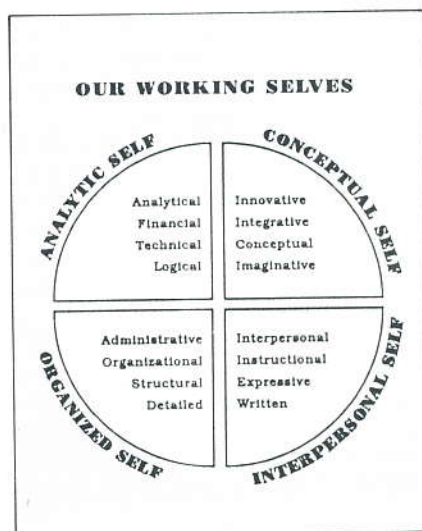 OUR WORKING SELVES
ANALYTIC SELF
Analytical
Financial
Technical
Logical
CONCEPTUAL SELF
Innovative
Integrative
Conceptual
Imaginative
ORGANIZED SELF
Administrative
Organizational
Structural
Detailed
INTERPERSONAL SELF
Interpersonal
Instructional
Expressive
Written